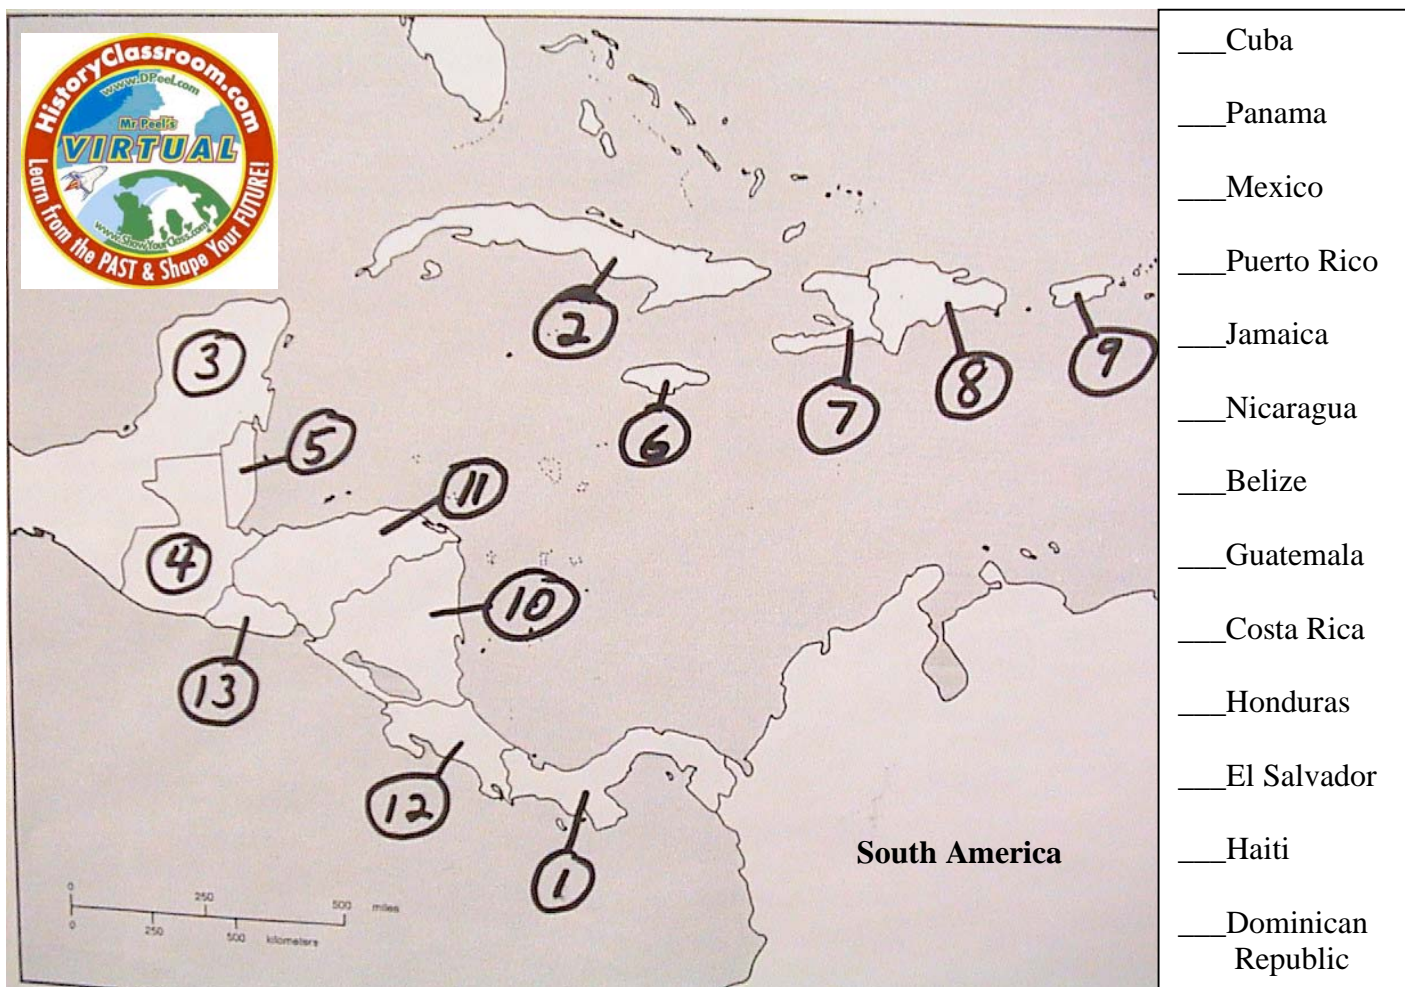 HistoryClassroom.com
www.DPeel.com
Mr Peel's
VIRTUAL
www.ShowYourClass.com
Learn from the PAST & Shape Your FUTURE!
3
2
6
7
8
9
5
11
4
10
13
12
1
South America
0 250 500 miles
0 250 500 kilometers
___Cuba
___Panama
___Mexico
___Puerto Rico
___Jamaica
___Nicaragua
___Belize
___Guatemala
___Costa Rica
___Honduras
___El Salvador
___Haiti
___Dominican
Republic